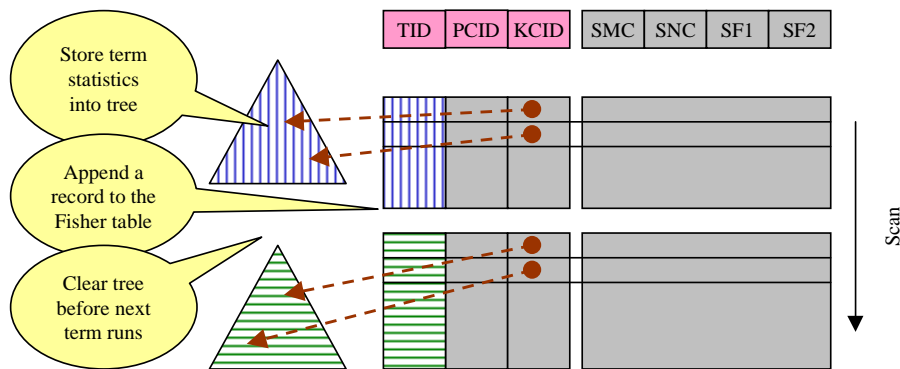 TID PCID KCID SMC SNC SF1 SF2
Store term
statistics
into tree
Append a
record to the
Fisher table
Clear tree
before next
term runs
Scan